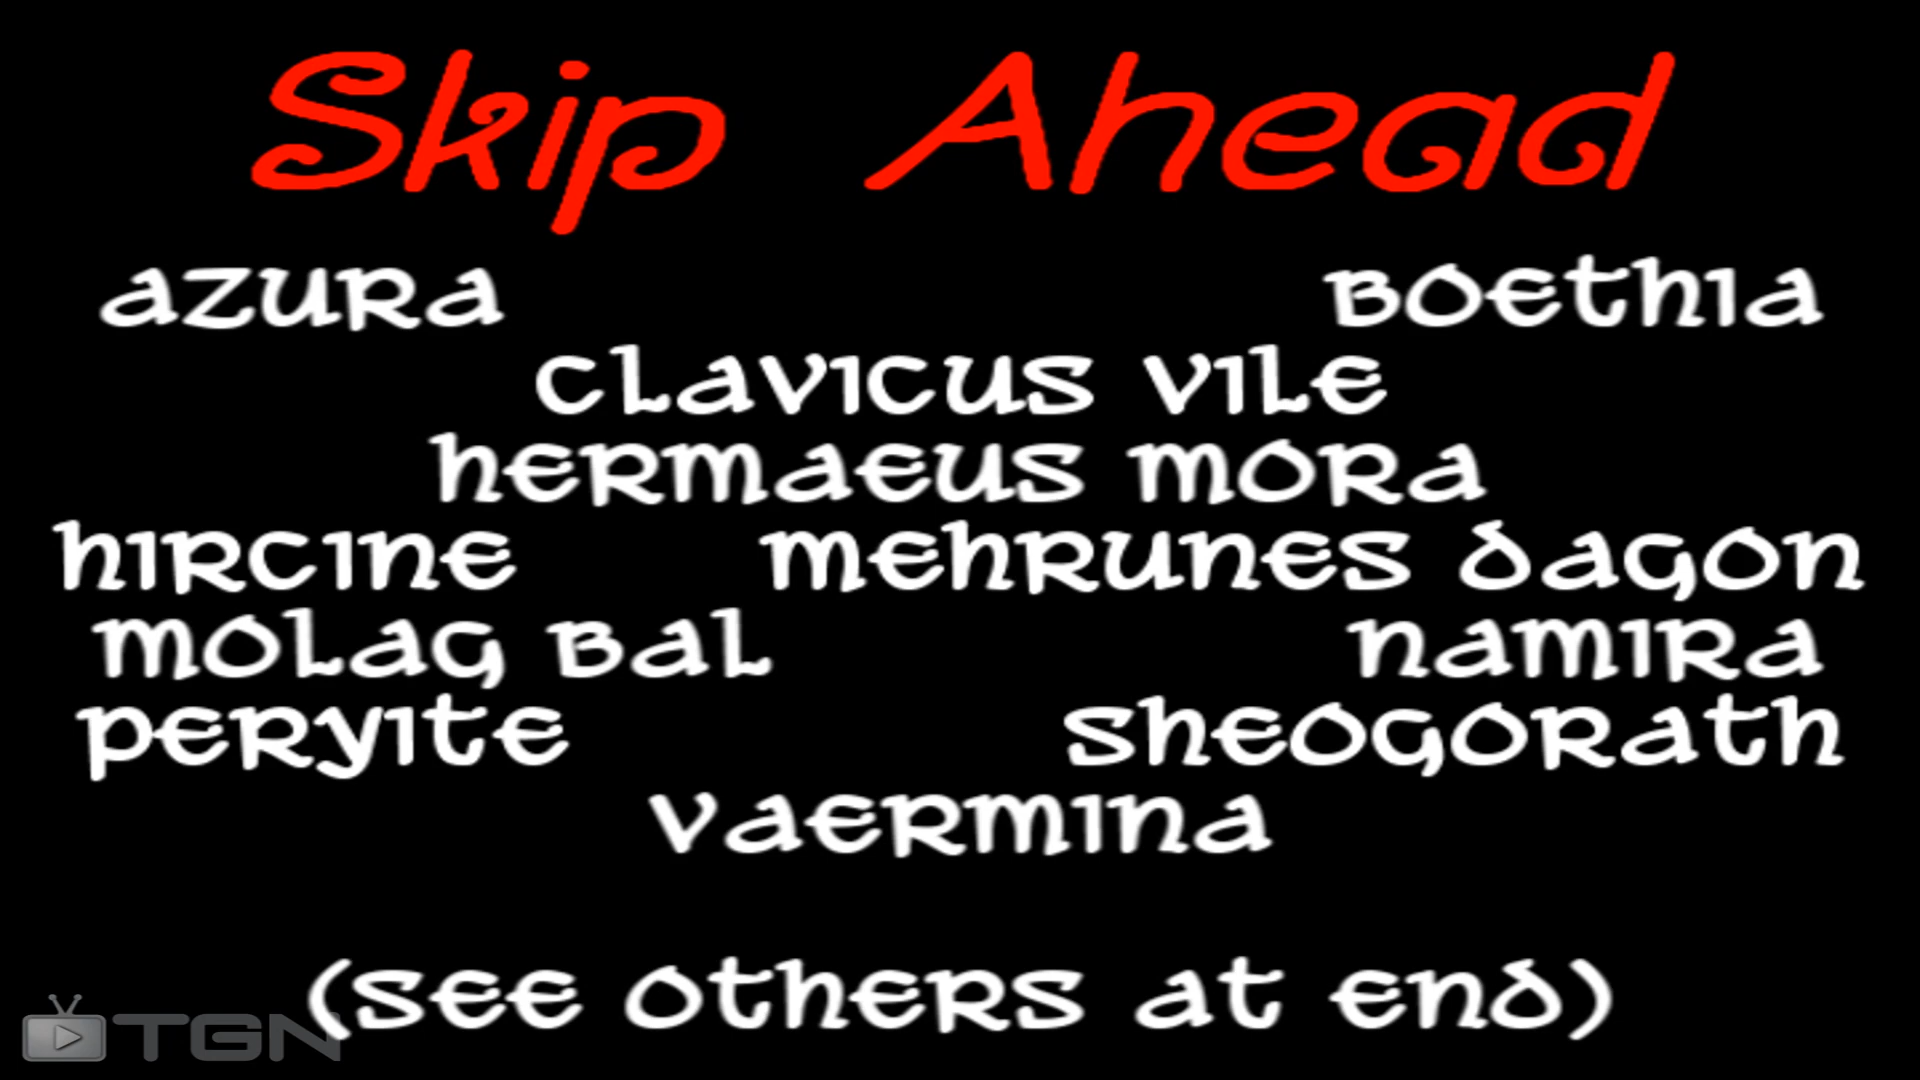 Skip Ahead
AZURA BOETHIA
CLAVICUS VILE
HERMAEUS MORA
HIRCINE MEHRUNES DAGON
MOLAG BAL NAMIRA
PERYITE SHEOGORATH
VAERMINA
(SEE OTHERS AT END)
TGN